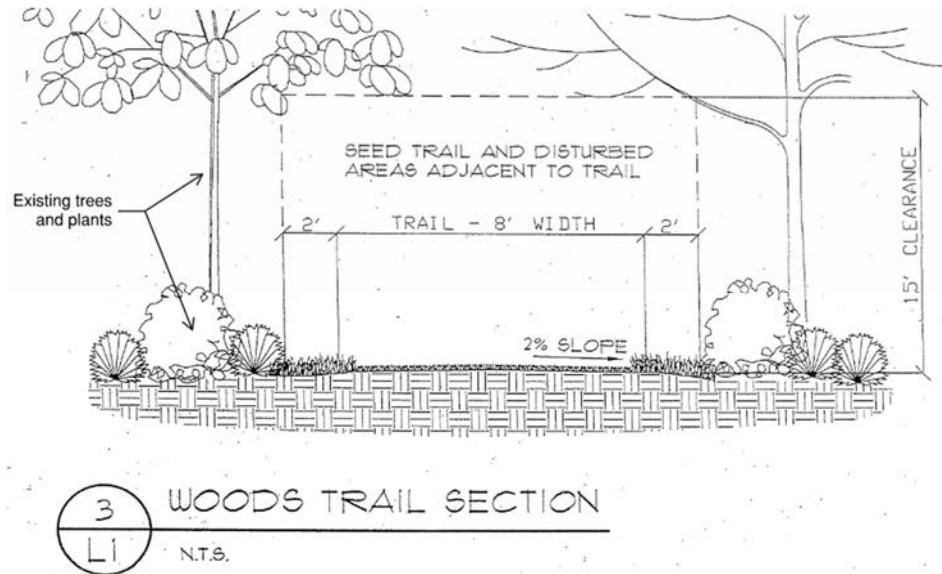 SEED TRAIL AND DISTURBED
AREAS ADJACENT TO TRAIL
Existing trees
and plants
2' TRAIL - 8' WIDTH 2'
15' CLEARANCE
2% SLOPE
3
L1
WOODS TRAIL SECTION
N.T.S.